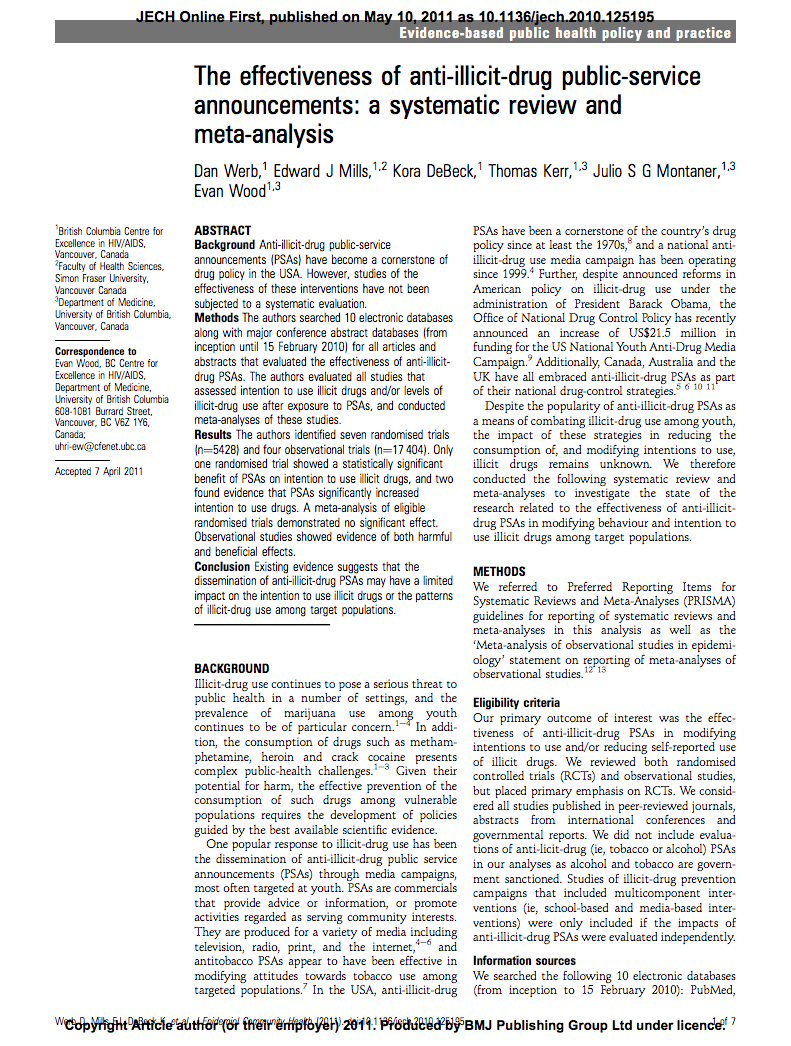 JECH Online First, published on May 10, 2011 as 10.1136/jech.2010.125195
Evidence-based public health policy and practice
The effectiveness of anti-illicit-drug public-service
announcements: a systematic review and
meta-analysis
Dan Werb,1 Edward J Mills,1,2 Kora DeBeck,1 Thomas Kerr,1,3 Julio S G Montaner,1,3
Evan Wood1,3
1British Columbia Centre for
Excellence in HIV/AIDS,
Vancouver, Canada
2Faculty of Health Sciences,
Simon Fraser University,
Vancouver Canada
3Department of Medicine,
University of British Columbia,
Vancouver, Canada
Correspondence to
Evan Wood, BC Centre for
Excellence in HIV/AIDS,
Department of Medicine,
University of British Columbia
608-1081 Burrard Street,
Vancouver, BC V6Z 1Y6,
Canada;
uhri-ew@cfenet.ubc.ca
Accepted 7 April 2011
ABSTRACT
Background Anti-illicit-drug public-service
announcements (PSAs) have become a cornerstone of
drug policy in the USA. However, studies of the
effectiveness of these interventions have not been
subjected to a systematic evaluation.
Methods The authors searched 10 electronic databases
along with major conference abstract databases (from
inception until 15 February 2010) for all articles and
abstracts that evaluated the effectiveness of anti-illicit-
drug PSAs. The authors evaluated all studies that
assessed intention to use illicit drugs and/or levels of
illicit-drug use after exposure to PSAs, and conducted
meta-analyses of these studies.
Results The authors identified seven randomised trials
(n=5428) and four observational trials (n=17 404). Only
one randomised trial showed a statistically significant
benefit of PSAs on intention to use illicit drugs, and two
found evidence that PSAs significantly increased
intention to use drugs. A meta-analysis of eligible
randomised trials demonstrated no significant effect.
Observational studies showed evidence of both harmful
and beneficial effects.
Conclusion Existing evidence suggests that the
dissemination of anti-illicit-drug PSAs may have a limited
impact on the intention to use illicit drugs or the patterns
of illicit-drug use among target populations.
BACKGROUND
Illicit-drug use continues to pose a serious threat to
public health in a number of settings, and the
prevalence of marijuana use among youth
continues to be of particular concern.1–4 In addi-
tion, the consumption of drugs such as metham-
phetamine, heroin and crack cocaine presents
complex public-health challenges.1–3 Given their
potential for harm, the effective prevention of the
consumption of such drugs among vulnerable
populations requires the development of policies
guided by the best available scientific evidence.
One popular response to illicit-drug use has been
the dissemination of anti-illicit-drug public service
announcements (PSAs) through media campaigns,
most often targeted at youth. PSAs are commercials
that provide advice or information, or promote
activities regarded as serving community interests.
They are produced for a variety of media including
television, radio, print, and the internet,4–6 and
antitobacco PSAs appear to have been effective in
modifying attitudes towards tobacco use among
targeted populations.7 In the USA, anti-illicit-drug
PSAs have been a cornerstone of the country's drug
policy since at least the 1970s,8 and a national anti-
illicit-drug use media campaign has been operating
since 1999.4 Further, despite announced reforms in
American policy on illicit-drug use under the
administration of President Barack Obama, the
Office of National Drug Control Policy has recently
announced an increase of US$21.5 million in
funding for the US National Youth Anti-Drug Media
Campaign.9 Additionally, Canada, Australia and the
UK have all embraced anti-illicit-drug PSAs as part
of their national drug-control strategies.5 6 10 11
Despite the popularity of anti-illicit-drug PSAs as
a means of combating illicit-drug use among youth,
the impact of these strategies in reducing the
consumption of, and modifying intentions to use,
illicit drugs remains unknown. We therefore
conducted the following systematic review and
meta-analyses to investigate the state of the
research related to the effectiveness of anti-illicit-
drug PSAs in modifying behaviour and intention to
use illicit drugs among target populations.
METHODS
We referred to Preferred Reporting Items for
Systematic Reviews and Meta-Analyses (PRISMA)
guidelines for reporting of systematic reviews and
meta-analyses in this analysis as well as the
'Meta-analysis of observational studies in epidemi-
ology' statement on reporting of meta-analyses of
observational studies.12 13
Eligibility criteria
Our primary outcome of interest was the effec-
tiveness of anti-illicit-drug PSAs in modifying
intentions to use and/or reducing self-reported use
of illicit drugs. We reviewed both randomised
controlled trials (RCTs) and observational studies,
but placed primary emphasis on RCTs. We consid-
ered all studies published in peer-reviewed journals,
abstracts from international conferences and
governmental reports. We did not include evalua-
tions of anti-licit-drug (ie, tobacco or alcohol) PSAs
in our analyses as alcohol and tobacco are govern-
ment sanctioned. Studies of illicit-drug prevention
campaigns that included multicomponent inter-
ventions (ie, school-based and media-based inter-
ventions) were only included if the impacts of
anti-illicit-drug PSAs were evaluated independently.
Information sources
We searched the following 10 electronic databases
(from inception to 15 February 2010): PubMed,
Werb D, Mills EJ, DeBeck K, et al. J Epidemiol Community Health (2011). doi:10.1136/jech.2010.125195
1 of 7
Copyright Article author (or their employer) 2011. Produced by BMJ Publishing Group Ltd under licence.